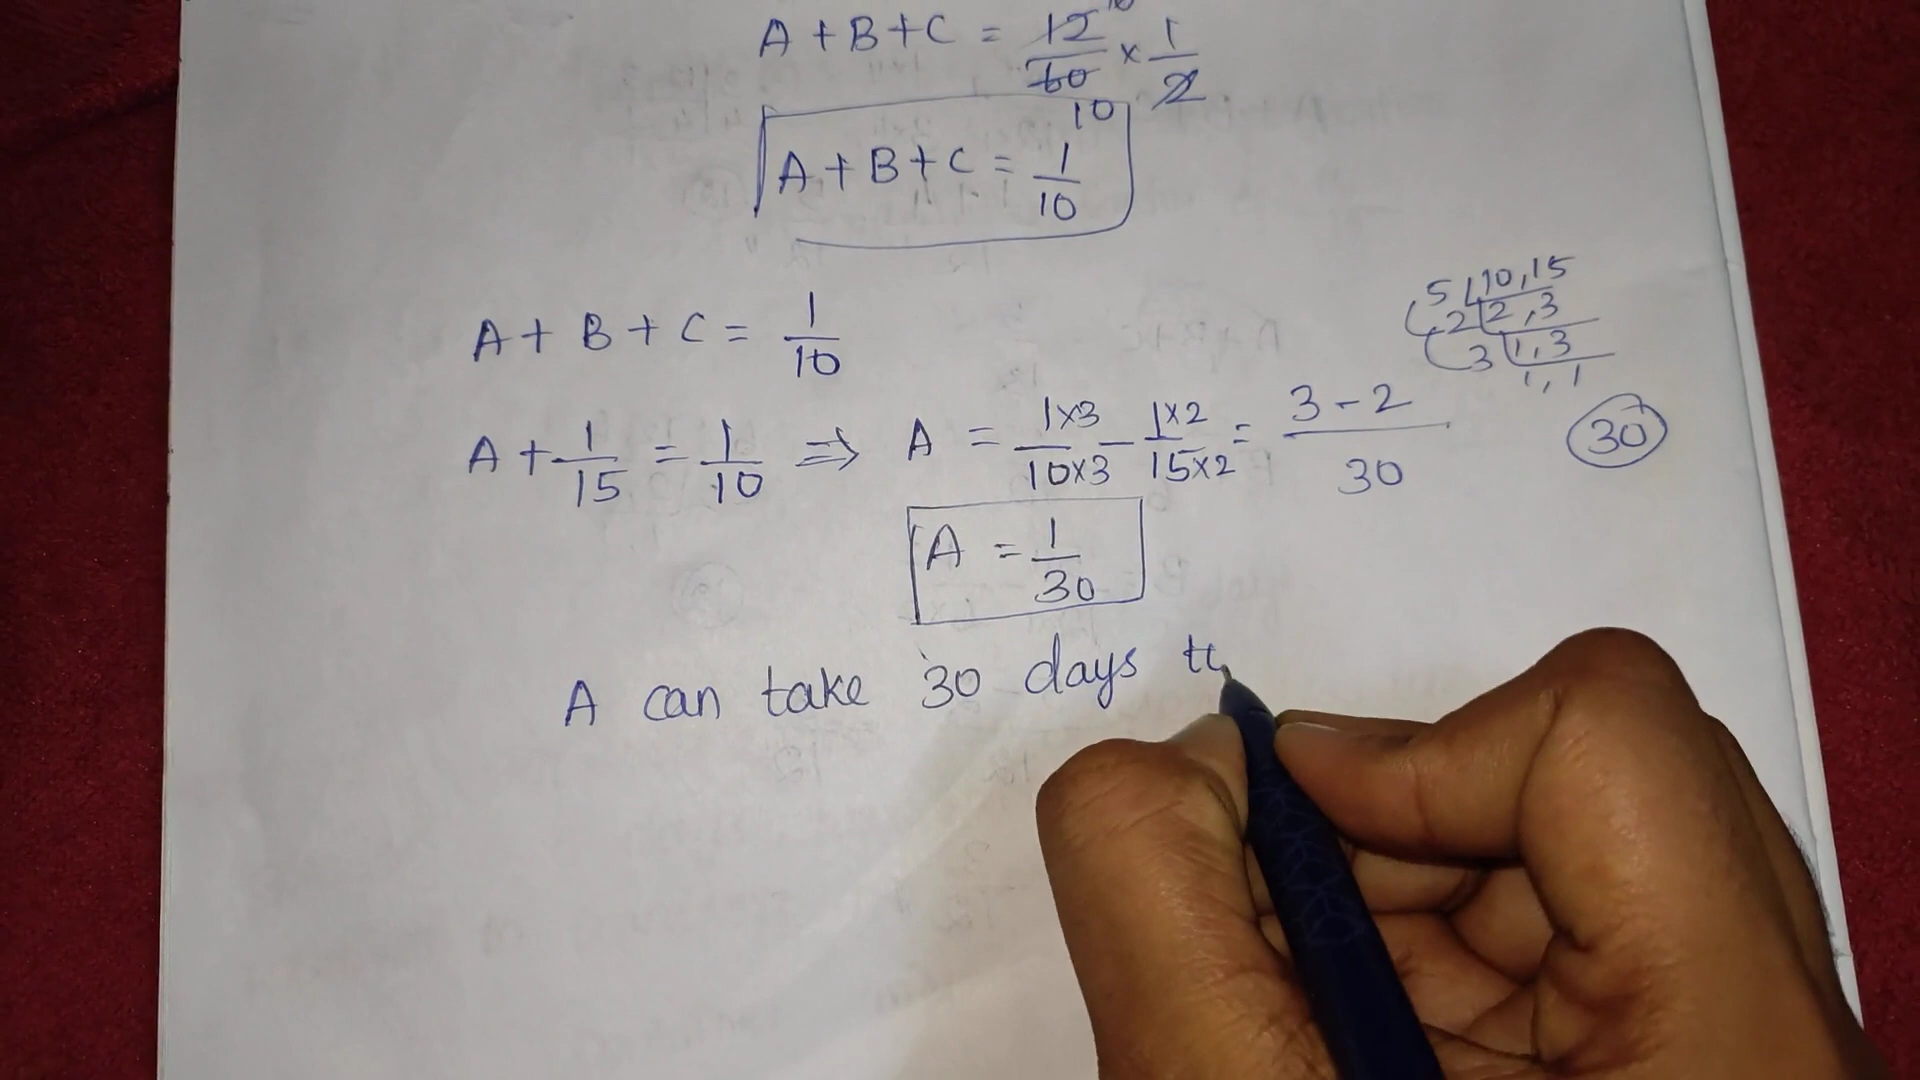 A + B + C = 12/60 × 1/2
10
A + B + C = 1/10
5 | 10, 15
2 | 2, 3
3 | 1, 3
1, 1
30
A + B + C = 1/10
A + 1/15 = 1/10 ⇒ A = 1×3/10×3 − 1×2/15×2 = 3 - 2/30
A = 1/30
A can take 30 days